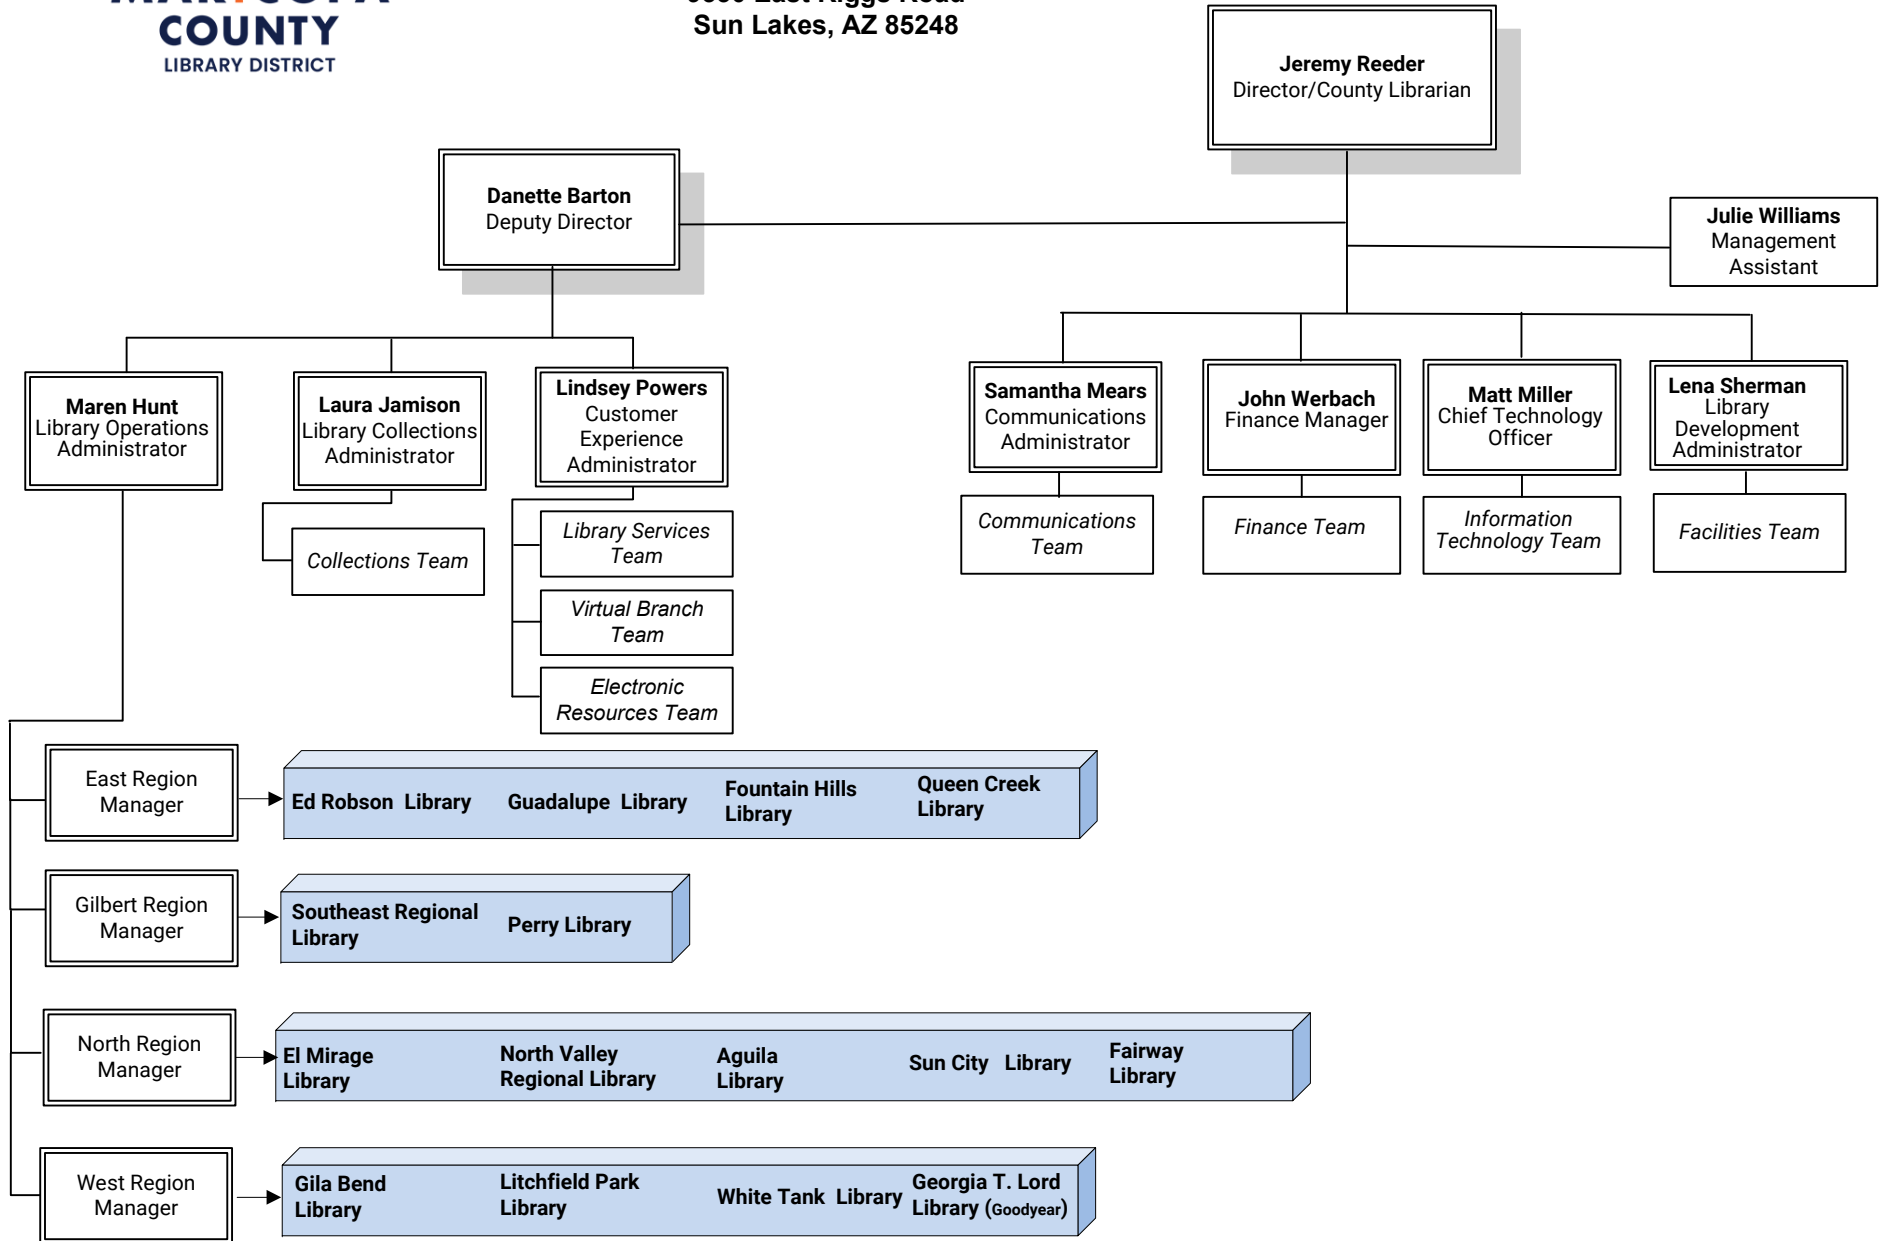 COUNTY
LIBRARY DISTRICT
Sun Lakes, AZ 85248
Jeremy Reeder
Director/County Librarian
Danette Barton
Deputy Director
Julie Williams
Management
Assistant
Maren Hunt
Library Operations
Administrator
Laura Jamison
Library Collections
Administrator
Lindsey Powers
Customer
Experience
Administrator
Samantha Mears
Communications
Administrator
John Werbach
Finance Manager
Matt Miller
Chief Technology
Officer
Lena Sherman
Library
Development
Administrator
Collections Team
Library Services
Team
Virtual Branch
Team
Electronic
Resources Team
Communications
Team
Finance Team
Information
Technology Team
Facilities Team
East Region
Manager
Ed Robson Library
Guadalupe Library
Fountain Hills
Library
Queen Creek
Library
Gilbert Region
Manager
Southeast Regional
Library
Perry Library
North Region
Manager
El Mirage
Library
North Valley
Regional Library
Aguila
Library
Sun City Library
Fairway
Library
West Region
Manager
Gila Bend
Library
Litchfield Park
Library
White Tank Library
Georgia T. Lord
Library (Goodyear)